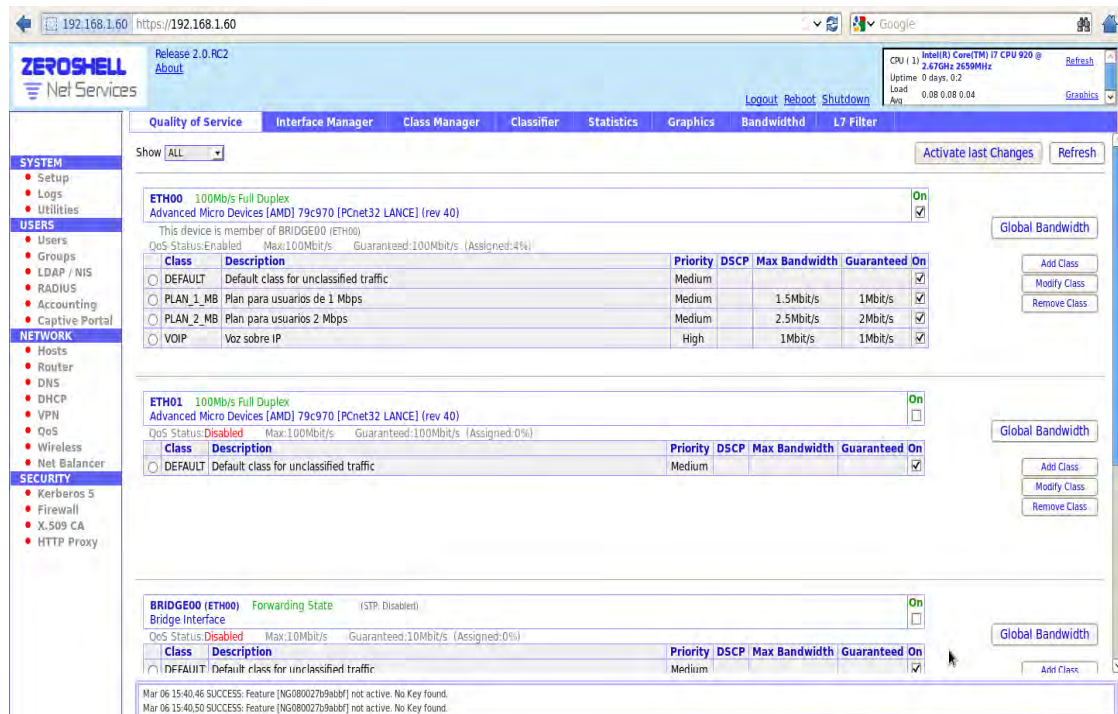 192.168.1.60 https://192.168.1.60 Google
ZEROSHELL
Net Services
Release 2.0.RC2
About
Logout Reboot Shutdown
CPU ( 1) Intel(R) Core(TM) i7 CPU 920 @ 2.67GHz 2659MHz
Refresh
Uptime 0 days, 0:2
Load Avg 0.08 0.08 0.04
Graphics
Quality of Service Interface Manager Class Manager Classifier Statistics Graphics Bandwidthd L7 Filter
SYSTEM
Setup
Logs
Utilities
USERS
Users
Groups
LDAP / NIS
RADIUS
Accounting
Captive Portal
NETWORK
Hosts
Router
DNS
DHCP
VPN
QoS
Wireless
Net Balancer
SECURITY
Kerberos 5
Firewall
X.509 CA
HTTP Proxy
Show ALL Activate last Changes Refresh
ETH00 100Mb/s Full Duplex On
Advanced Micro Devices [AMD] 79c970 [PCnet32 LANCE] (rev 40)
This device is member of BRIDGE00 (ETH00)
Global Bandwidth
QoS Status:Enabled Max:100Mbit/s Guaranteed:100Mbit/s (Assigned:4%)
Class Description Priority DSCP Max Bandwidth Guaranteed On
DEFAULT Default class for unclassified traffic Medium
PLAN_1_MB Plan para usuarios de 1 Mbps Medium 1.5Mbit/s 1Mbit/s
PLAN_2_MB Plan para usuarios 2 Mbps Medium 2.5Mbit/s 2Mbit/s
VOIP Voz sobre IP High 1Mbit/s 1Mbit/s
Add Class
Modify Class
Remove Class
ETH01 100Mb/s Full Duplex On
Advanced Micro Devices [AMD] 79c970 [PCnet32 LANCE] (rev 40)
QoS Status:Disabled Max:100Mbit/s Guaranteed:100Mbit/s (Assigned:0%)
Global Bandwidth
Class Description Priority DSCP Max Bandwidth Guaranteed On
DEFAULT Default class for unclassified traffic Medium
Add Class
Modify Class
Remove Class
BRIDGE00 (ETH00) Forwarding State (STP: Disabled) On
Bridge Interface
QoS Status:Disabled Max:10Mbit/s Guaranteed:10Mbit/s (Assigned:0%)
Global Bandwidth
Class Description Priority DSCP Max Bandwidth Guaranteed On
DEFAULT Default class for unclassified traffic Medium
Add Class
Mar 06 15:40,46 SUCCESS: Feature [NG080027b9abbf] not active. No Key found.
Mar 06 15:40,50 SUCCESS: Feature [NG080027b9abbf] not active. No Key found.